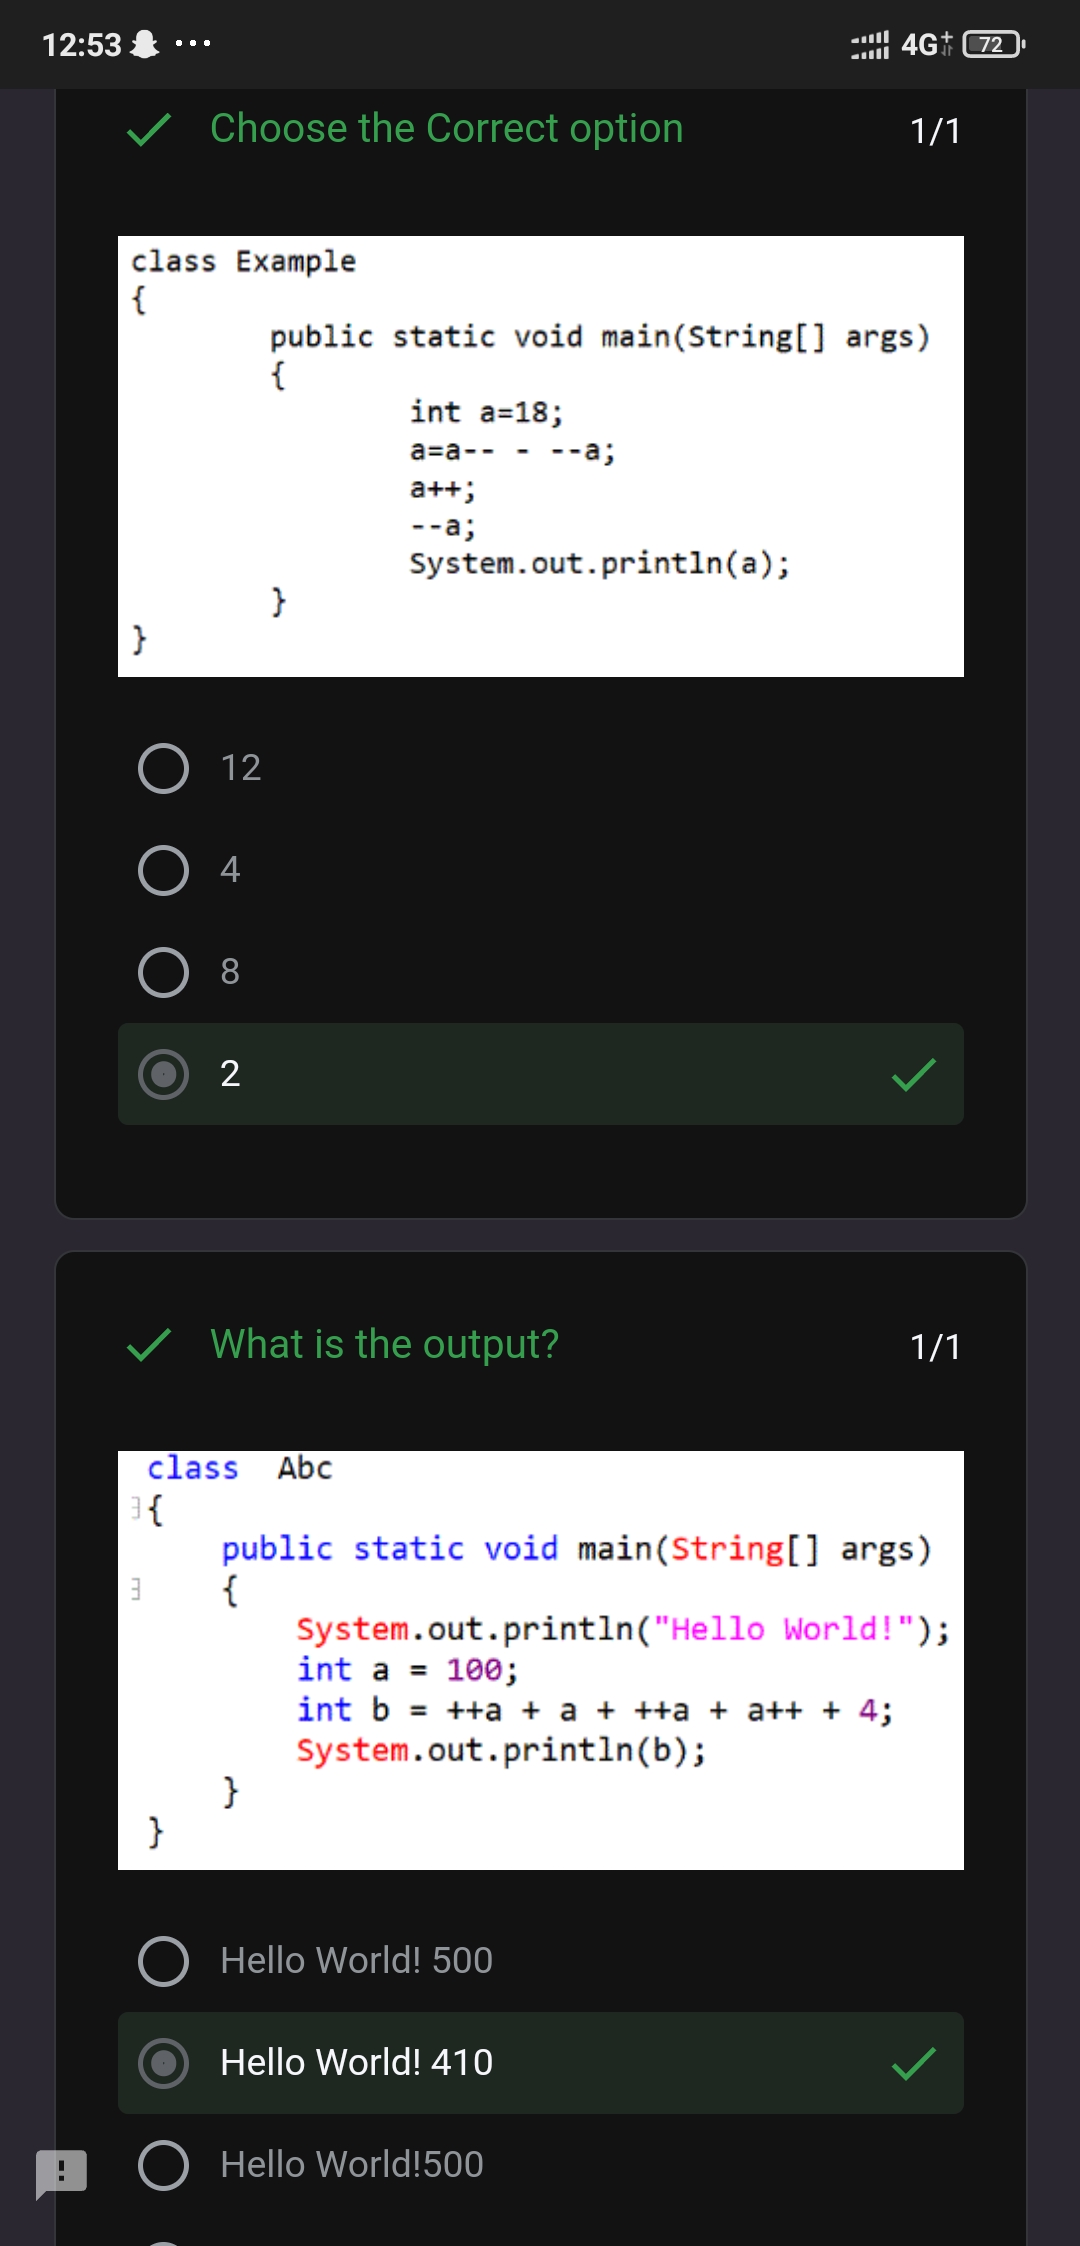 12:53 ... 4G+ 72
Choose the Correct option 1/1
class Example
{
public static void main(String[] args)
{
int a=18;
a=a-- - --a;
a++;
--a;
System.out.println(a);
}
}
12
4
8
2
What is the output? 1/1
class Abc
{
public static void main(String[] args)
{
System.out.println("Hello World!");
int a = 100;
int b = ++a + a + ++a + a++ + 4;
System.out.println(b);
}
}
Hello World! 500
Hello World! 410
Hello World!500